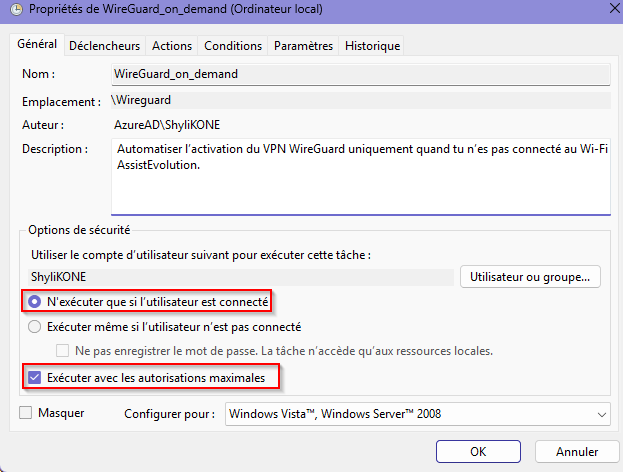 Propriétés de WireGuard_on_demand (Ordinateur local)
Général Déclencheurs Actions Conditions Paramètres Historique
Nom : WireGuard_on_demand
Emplacement : \Wireguard
Auteur : AzureAD\ShyliKONE
Description : Automatiser l’activation du VPN WireGuard uniquement quand tu n’es pas connecté au Wi-Fi
AssistEvolution.
Options de sécurité
Utiliser le compte d’utilisateur suivant pour exécuter cette tâche :
ShyliKONE Utilisateur ou groupe...
N’exécuter que si l’utilisateur est connecté
Exécuter même si l’utilisateur n’est pas connecté
Ne pas enregistrer le mot de passe. La tâche n’accède qu’aux ressources locales.
Exécuter avec les autorisations maximales
Masquer Configurer pour : Windows Vista™, Windows Server™ 2008
OK Annuler